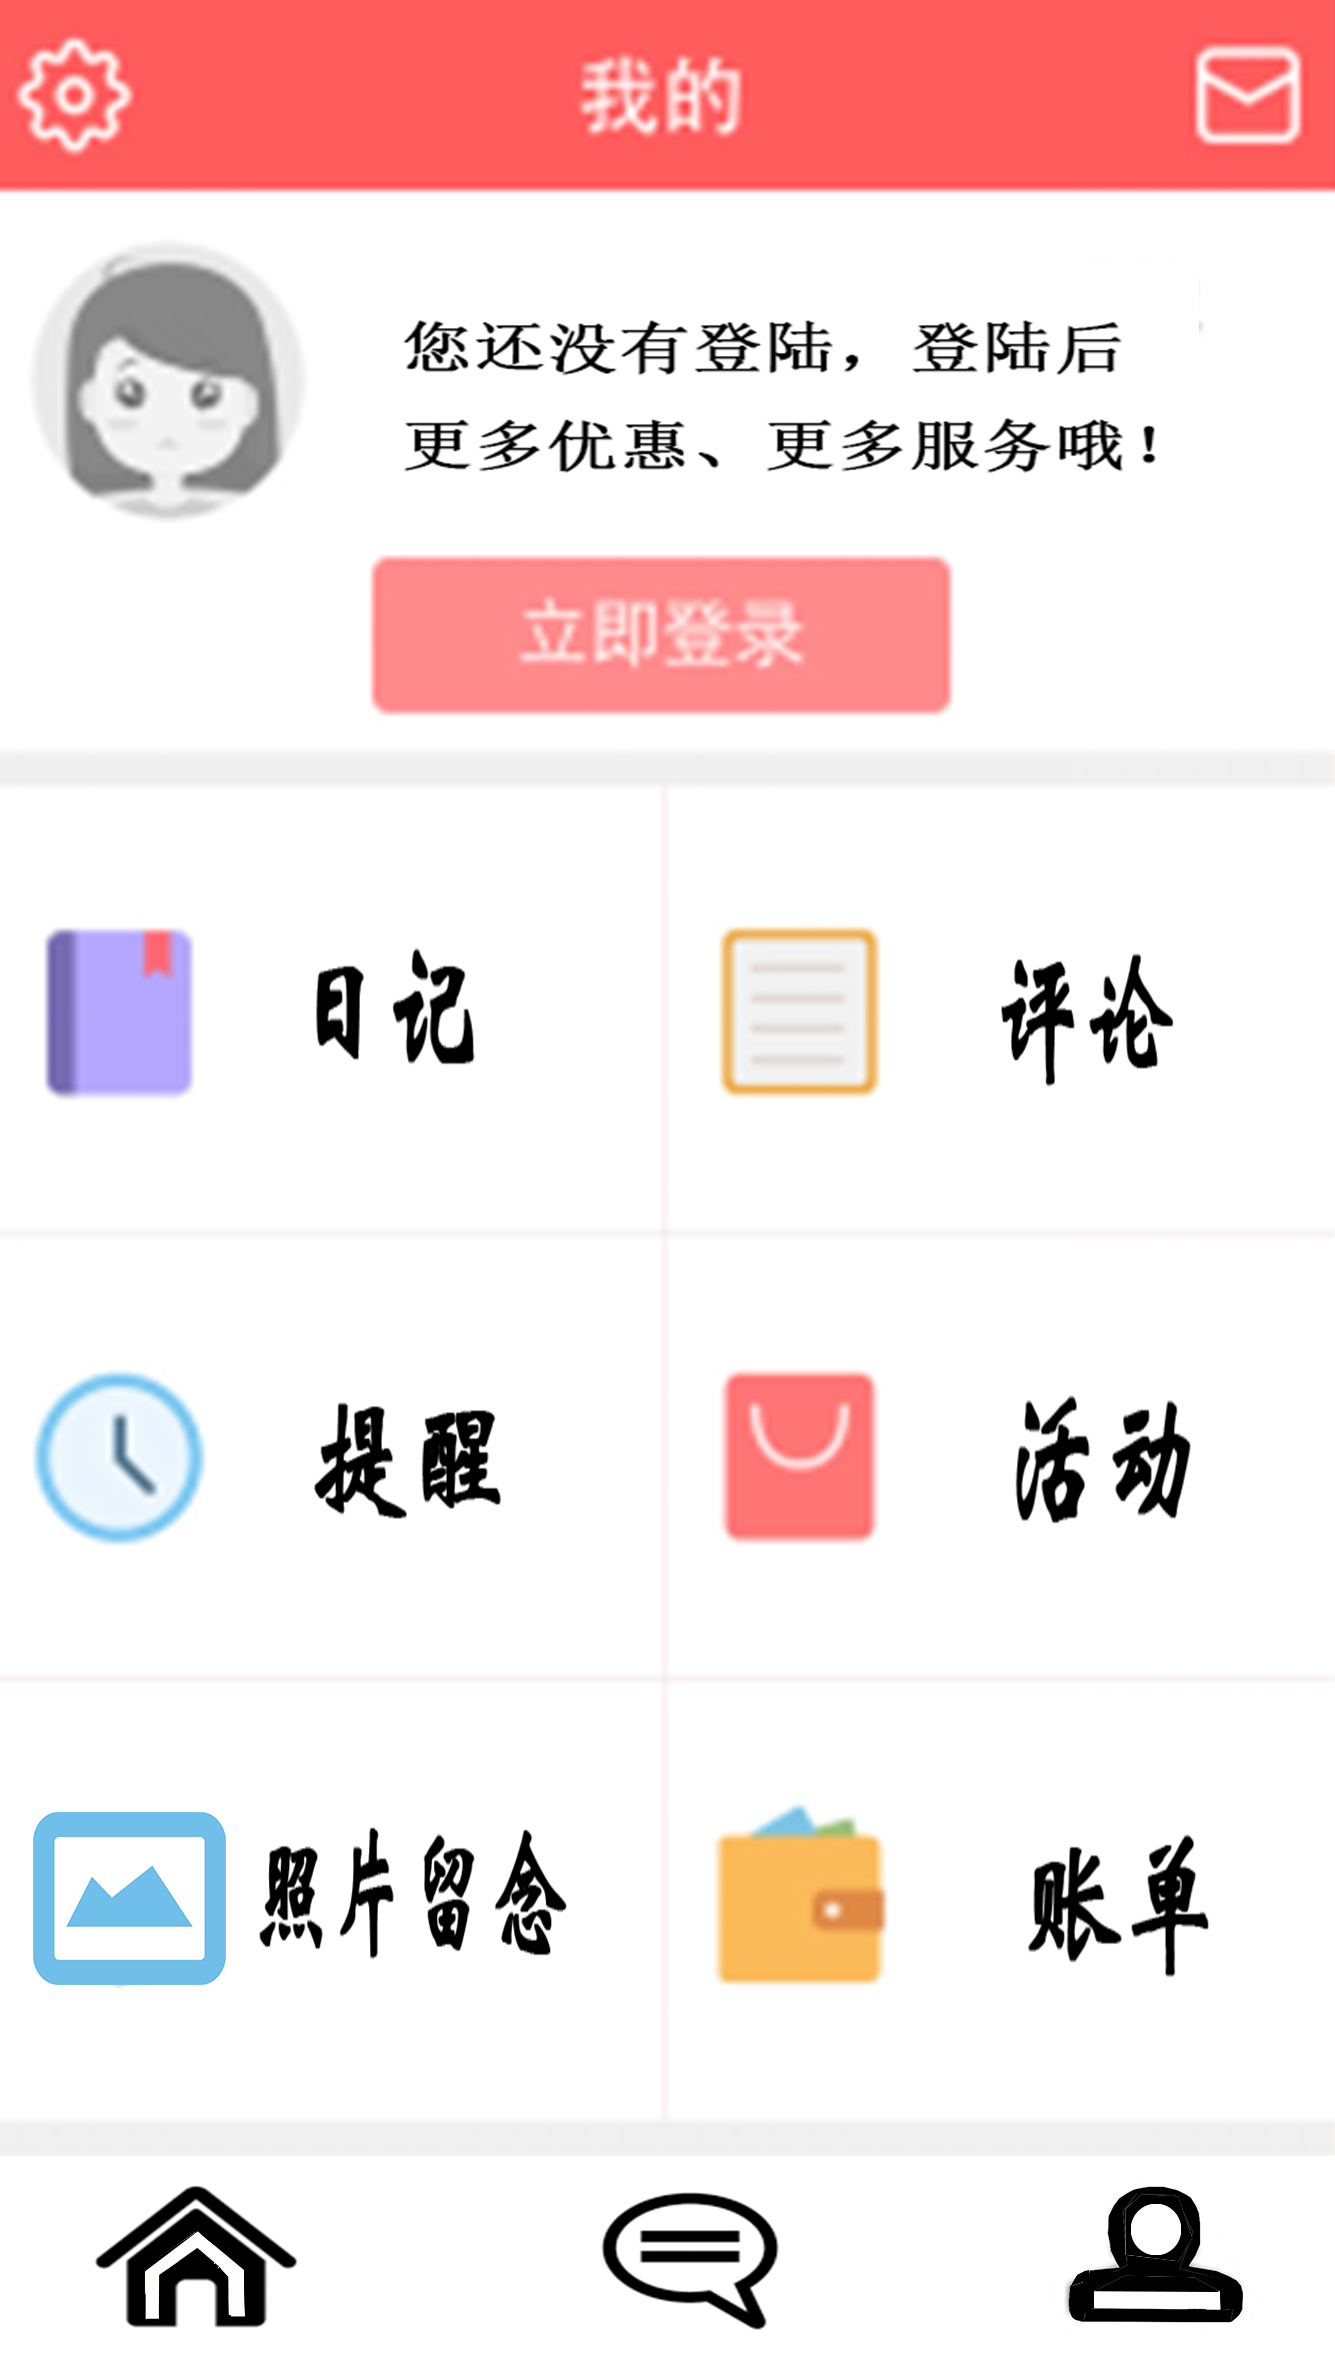 我的
您还没有登陆，登陆后
更多优惠、更多服务哦！
立即登录
日记
评论
提醒
活动
照片留念
账单